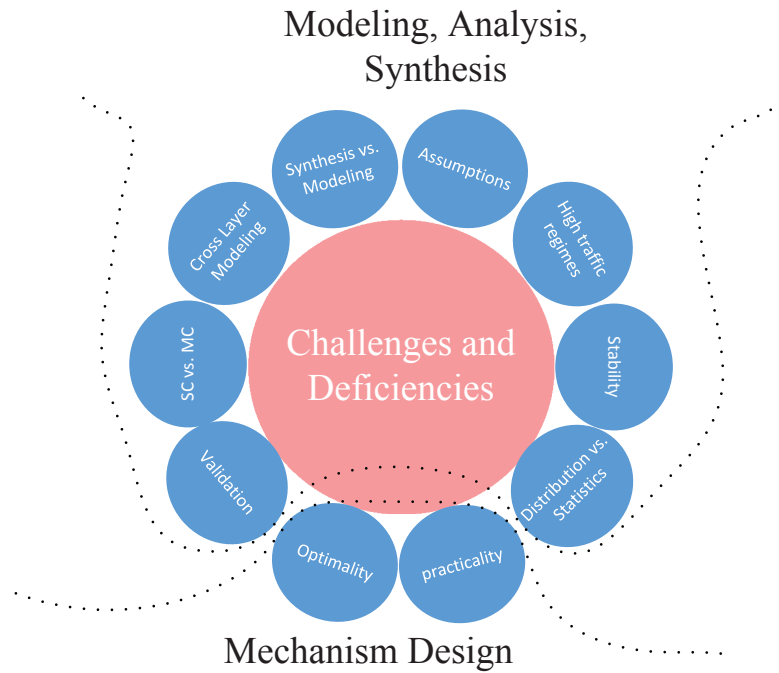 Modeling, Analysis,
Synthesis
Synthesis vs.
Modeling
Assumptions
Cross Layer
Modeling
High traffic
regimes
SC vs. MC
Challenges and
Deficiencies
Stability
Validation
Distribution vs.
Statistics
Optimality
practicality
Mechanism Design